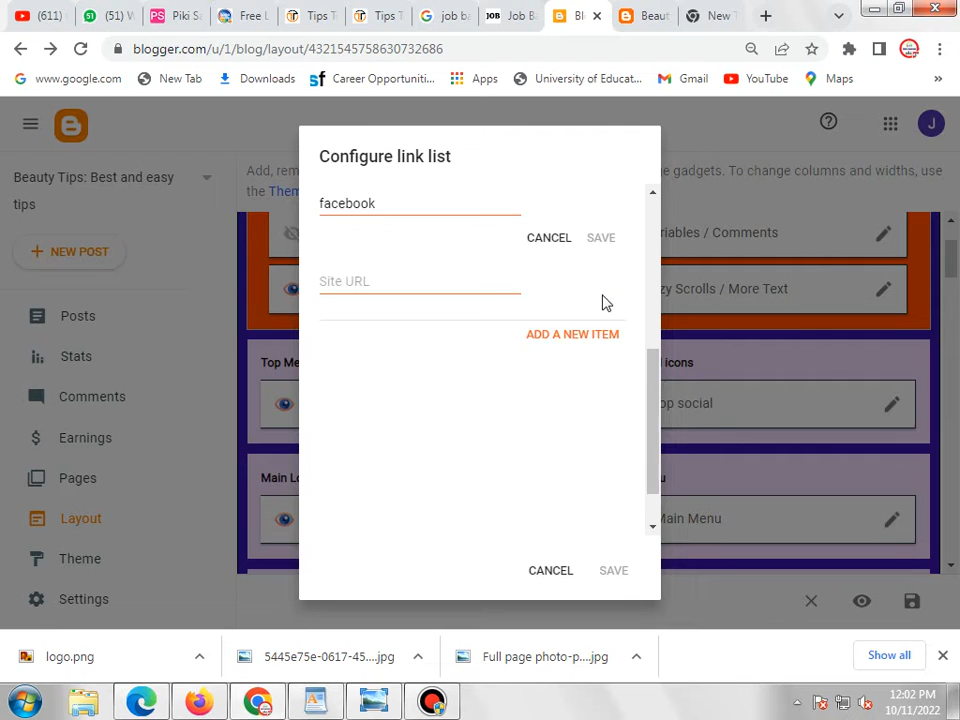 (611)
(51) W
Piki Sa
Free L
Tips T
Tips T
job ba
Job B
Bl
Beaut
New T
blogger.com/u/1/blog/layout/4321545758630732686
www.google.com
New Tab
Downloads
Career Opportuniti...
Apps
University of Educat...
Gmail
YouTube
Maps
»
J
Beauty Tips: Best and easy
tips
NEW POST
Posts
Stats
Comments
Earnings
Pages
Layout
Theme
Settings
Add, rem
ge gadgets. To change columns and widths, use
the Them
riables / Comments
zy Scrolls / More Text
Top Me
l icons
op social
Main Lo
u
Main Menu
Configure link list
facebook
CANCEL
SAVE
Site URL
ADD A NEW ITEM
CANCEL
SAVE
logo.png
5445e75e-0617-45....jpg
Full page photo-p....jpg
Show all
12:02 PM
10/11/2022